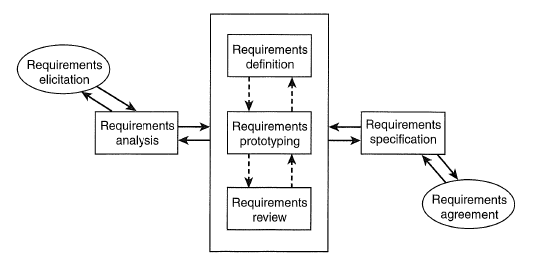 Requirements
elicitation
Requirements
analysis
Requirements
definition
Requirements
prototyping
Requirements
review
Requirements
specification
Requirements
agreement